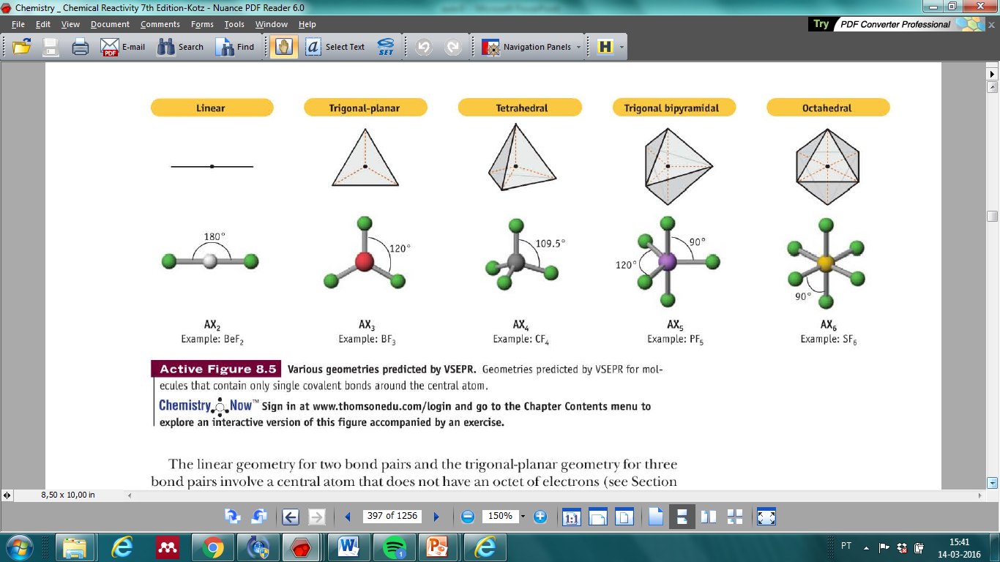 Chemistry _ Chemical Reactivity 7th Edition-Kotz - Nuance PDF Reader 6.0
File Edit View Document Comments Forms Tools Window Help
Try PDF Converter Professional
PDF E-mail Search Find a Select Text SET Navigation Panels H
Linear Trigonal-planar Tetrahedral Trigonal bipyramidal Octahedral
180° 120° 109.5° 90° 120° 90°
AX2 AX3 AX4 AX5 AX6
Example: BeF2 Example: BF3 Example: CF4 Example: PF5 Example: SF6
Active Figure 8.5 Various geometries predicted by VSEPR. Geometries predicted by VSEPR for mol-
ecules that contain only single covalent bonds around the central atom.
Chemistry Now™ Sign in at www.thomsonedu.com/login and go to the Chapter Contents menu to
explore an interactive version of this figure accompanied by an exercise.
The linear geometry for two bond pairs and the trigonal-planar geometry for three
bond pairs involve a central atom that does not have an octet of electrons (see Section
8,50 x 10,00 in
397 of 1256 150% 1:1
W 1 P PT 15:41
14-03-2016